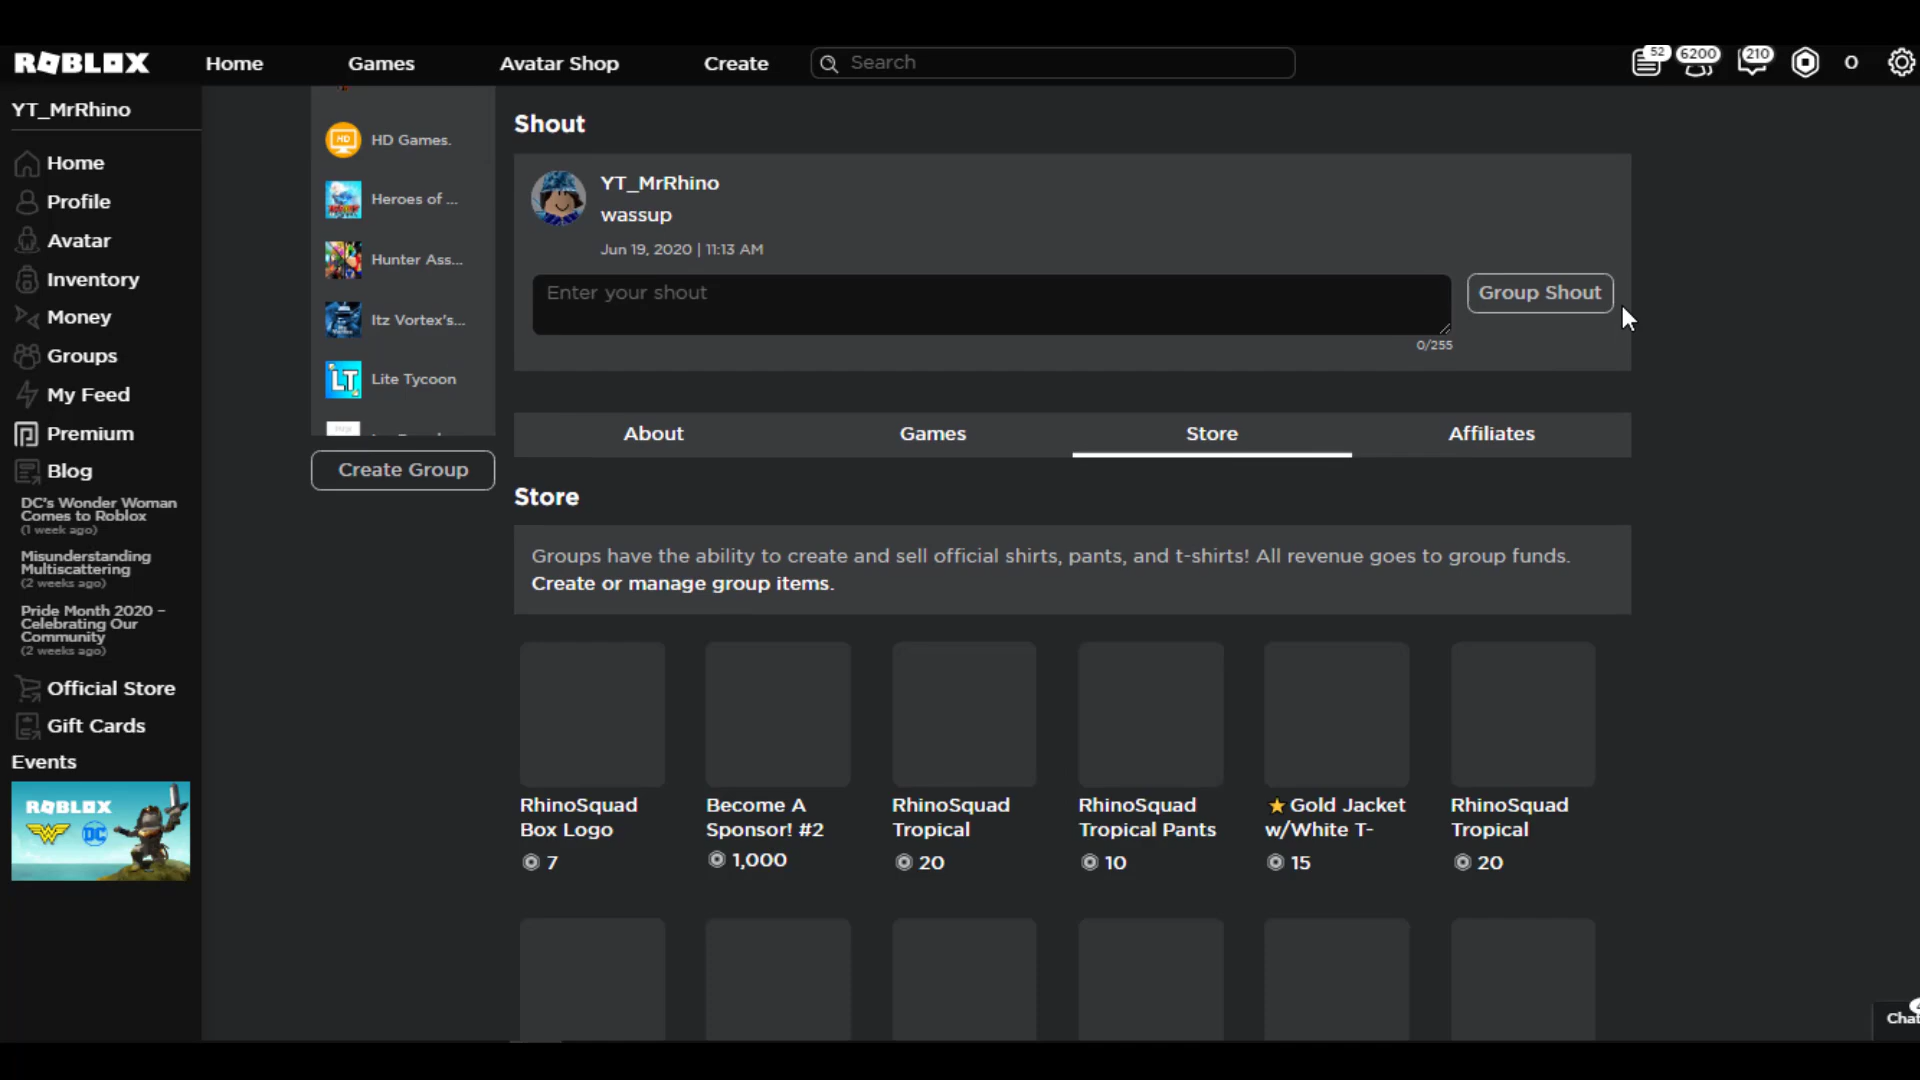 ROBLOX
Home
Games
Avatar Shop
Create
Search
52
6200
210
0
YT_MrRhino
Home
Profile
Avatar
Inventory
Money
Groups
My Feed
Premium
Blog
DC's Wonder Woman
Comes to Roblox
(1 week ago)
Misunderstanding
Multiscattering
(2 weeks ago)
Pride Month 2020 –
Celebrating Our
Community
(2 weeks ago)
Official Store
Gift Cards
Events
ROBLOX
DC
HD
HD Games.
Heroes of ...
Hunter Ass...
Itz Vortex's...
LT
Lite Tycoon
Create Group
Shout
YT_MrRhino
wassup
Jun 19, 2020 | 11:13 AM
Enter your shout
Group Shout
0/255
About
Games
Store
Affiliates
Store
Groups have the ability to create and sell official shirts, pants, and t-shirts! All revenue goes to group funds.
Create or manage group items.
RhinoSquad
Box Logo
7
Become A
Sponsor! #2
1,000
RhinoSquad
Tropical
20
RhinoSquad
Tropical Pants
10
⭐Gold Jacket
w/White T-
15
RhinoSquad
Tropical
20
Chat